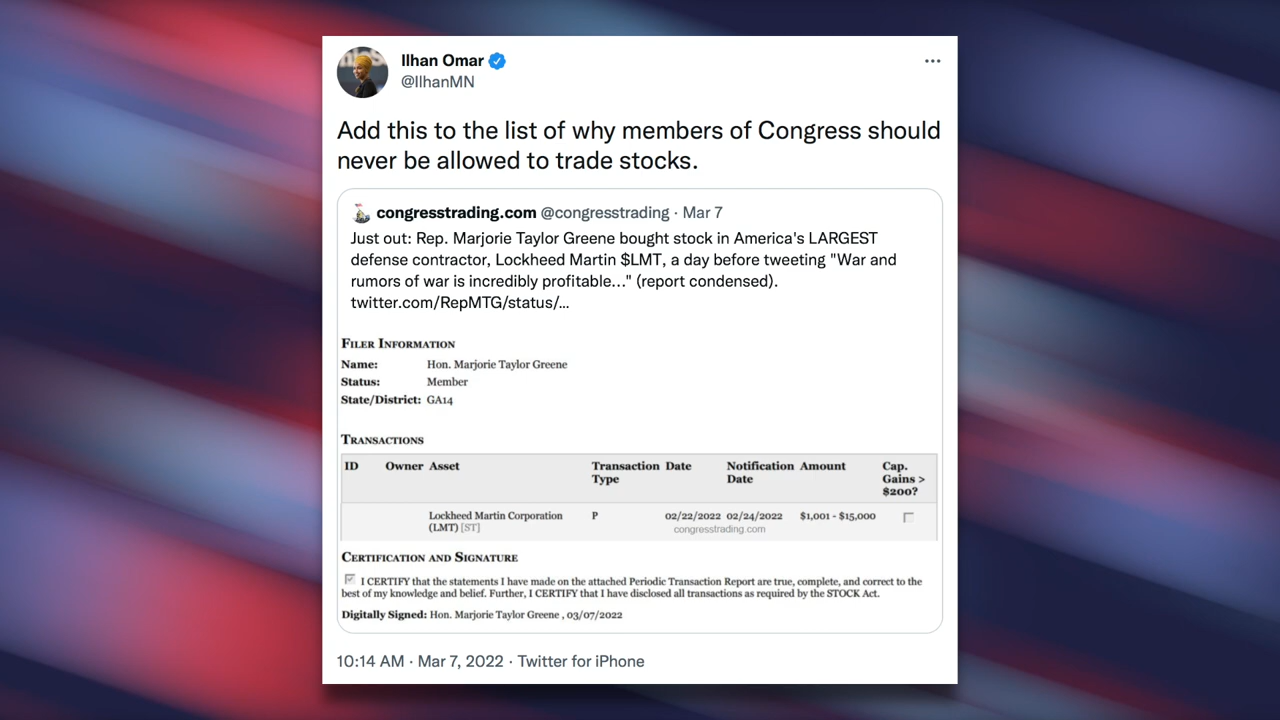 Ilhan Omar
@IlhanMN
Add this to the list of why members of Congress should
never be allowed to trade stocks.
congresstrading.com @congresstrading · Mar 7
Just out: Rep. Marjorie Taylor Greene bought stock in America's LARGEST
defense contractor, Lockheed Martin $LMT, a day before tweeting "War and
rumors of war is incredibly profitable..." (report condensed).
twitter.com/RepMTG/status/...
FILER INFORMATION
Name: Hon. Marjorie Taylor Greene
Status: Member
State/District: GA14
TRANSACTIONS
ID Owner Asset Transaction Date Notification Amount Cap.
Type Date Gains >
$200?
Lockheed Martin Corporation P 02/22/2022 02/24/2022 $1,001 - $15,000
(LMT) [ST] congresstrading.com
CERTIFICATION AND SIGNATURE
I CERTIFY that the statements I have made on the attached Periodic Transaction Report are true, complete, and correct to the
best of my knowledge and belief. Further, I CERTIFY that I have disclosed all transactions as required by the STOCK Act.
Digitally Signed: Hon. Marjorie Taylor Greene , 03/07/2022
10:14 AM · Mar 7, 2022 · Twitter for iPhone